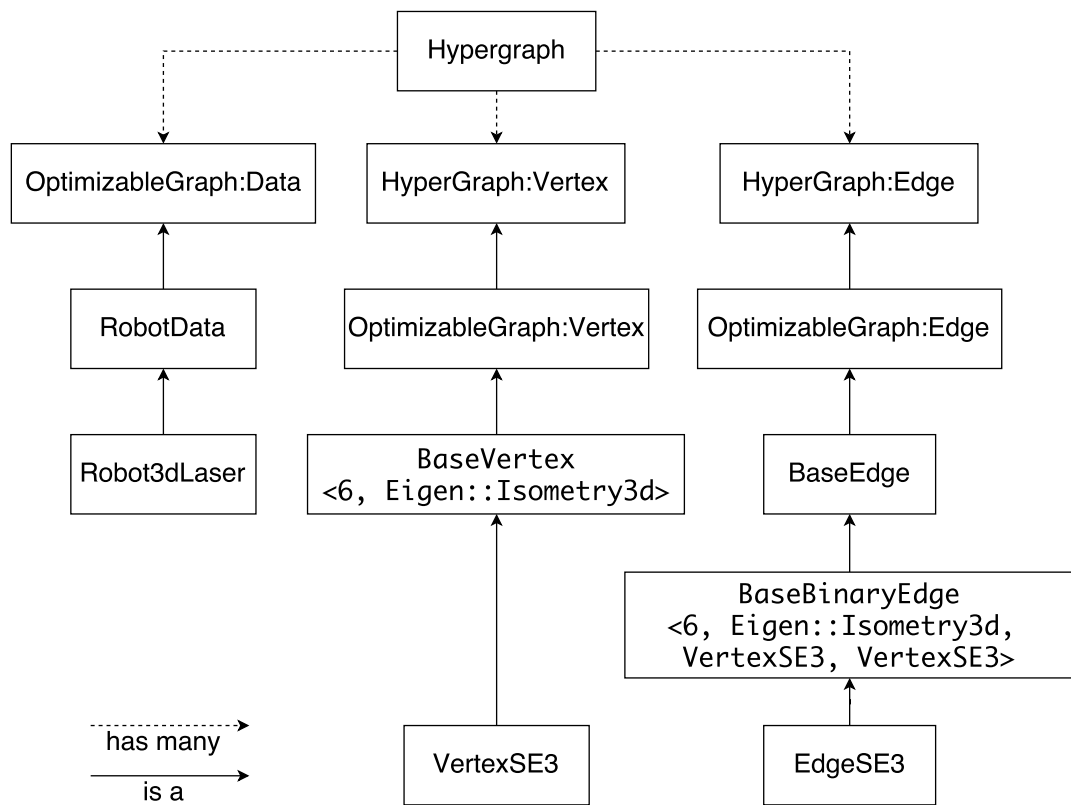 Hypergraph
OptimizableGraph:Data
HyperGraph:Vertex
HyperGraph:Edge
RobotData
OptimizableGraph:Vertex
OptimizableGraph:Edge
Robot3dLaser
BaseVertex
<6, Eigen::Isometry3d>
BaseEdge
BaseBinaryEdge
<6, Eigen::Isometry3d,
VertexSE3, VertexSE3>
has many
is a
VertexSE3
EdgeSE3